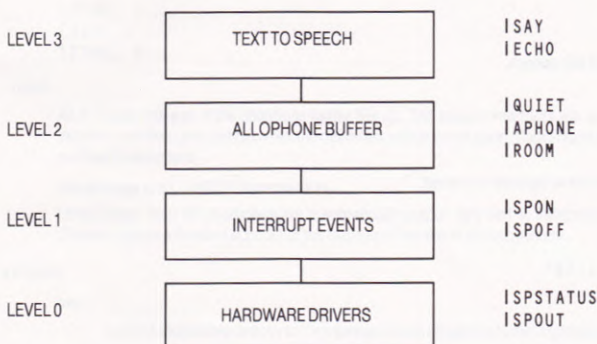 LEVEL 3
TEXT TO SPEECH
|SAY
|ECHO
LEVEL 2
ALLOPHONE BUFFER
|QUIET
|APHONE
|ROOM
LEVEL 1
INTERRUPT EVENTS
|SPON
|SPOFF
LEVEL 0
HARDWARE DRIVERS
|SPSTATUS
|SPOUT